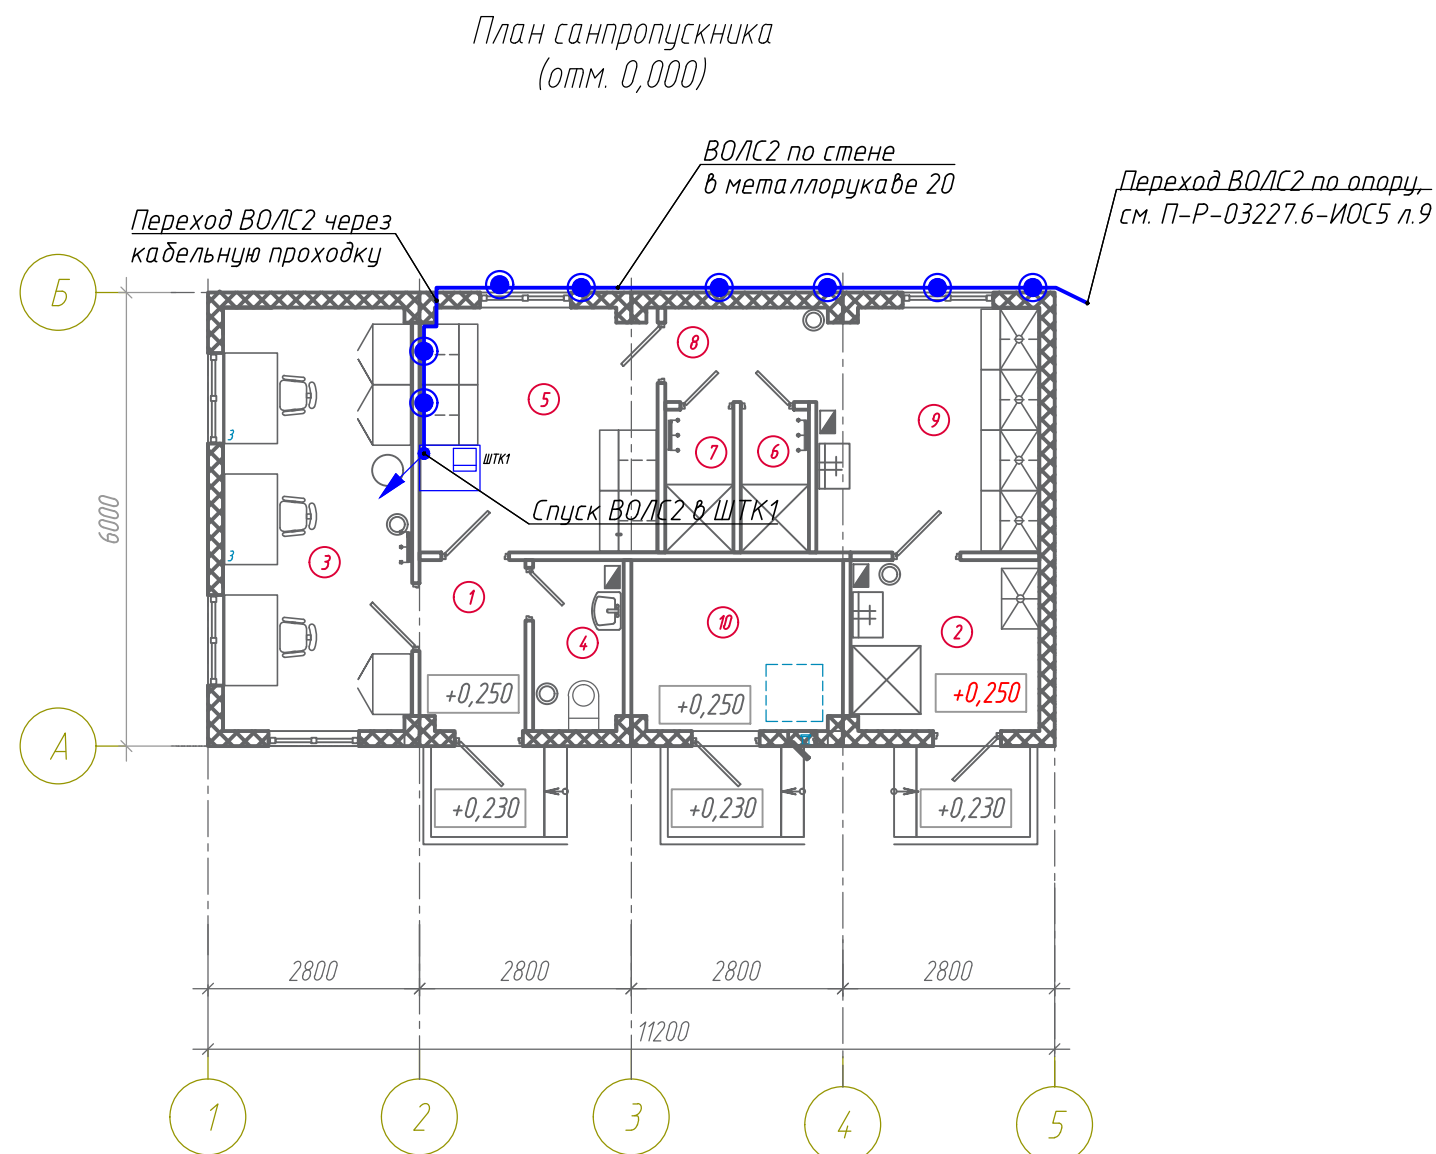 План санпропускника
(отм. 0,000)
ВОЛС2 по стене
в металлорукаве 20
Переход ВОЛС2 по опору,
см. П-Р-03227.6-ИОС5 л.9
Переход ВОЛС2 через
кабельную проходку
Б
8
5
9
3
7
6
ШТК1
Спуск ВОЛС2 в ШТК1
6000
3
3
1
10
4
2
+0,250
+0,250
+0,250
А
+0,230
+0,230
+0,230
2800
2800
2800
2800
11200
1
2
3
4
5